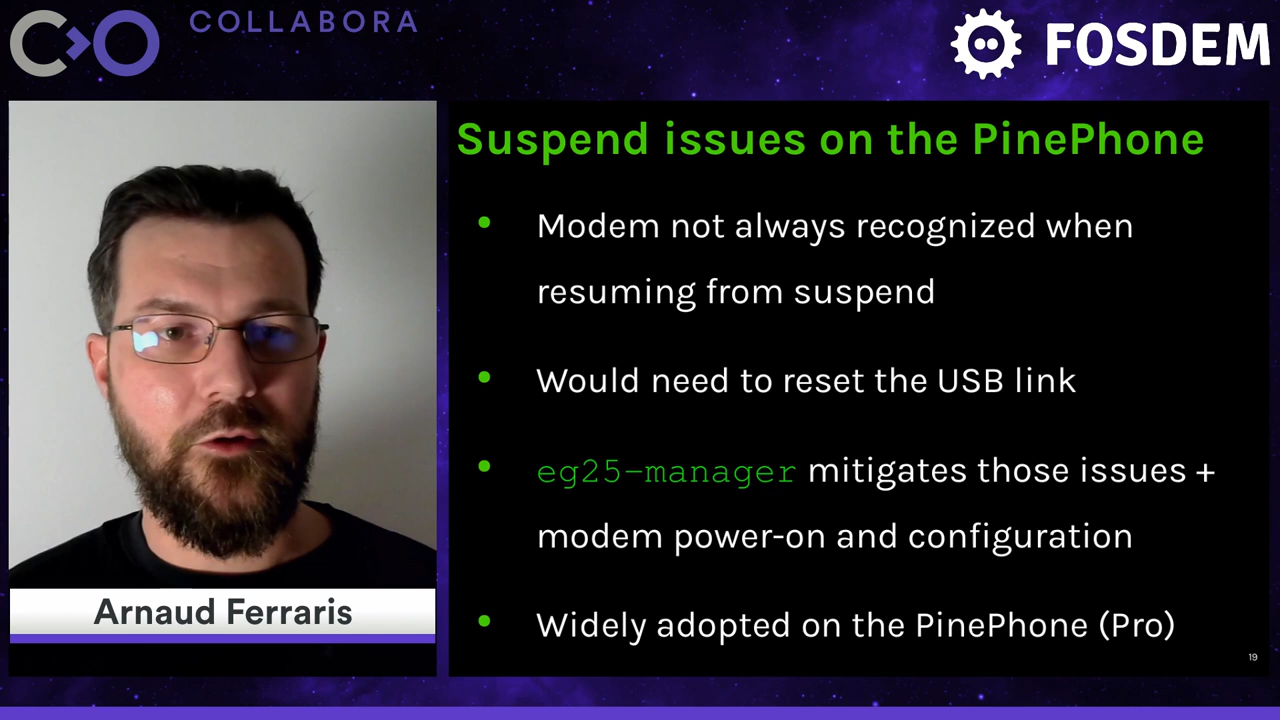 COLLABORA
FOSDEM
Suspend issues on the PinePhone
• Modem not always recognized when
resuming from suspend
• Would need to reset the USB link
• eg25-manager mitigates those issues +
modem power-on and configuration
• Widely adopted on the PinePhone (Pro)
19
Arnaud Ferraris